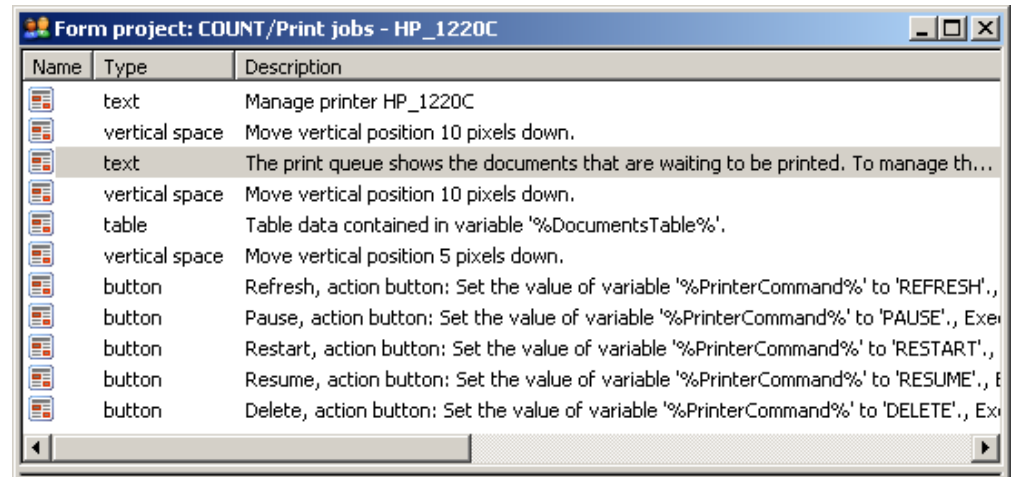 Form project: COUNT/Print jobs - HP_1220C
Name Type Description
text Manage printer HP_1220C
vertical space Move vertical position 10 pixels down.
text The print queue shows the documents that are waiting to be printed. To manage th...
vertical space Move vertical position 10 pixels down.
table Table data contained in variable '%DocumentsTable%'.
vertical space Move vertical position 5 pixels down.
button Refresh, action button: Set the value of variable '%PrinterCommand%' to 'REFRESH'.,
button Pause, action button: Set the value of variable '%PrinterCommand%' to 'PAUSE'., Exe
button Restart, action button: Set the value of variable '%PrinterCommand%' to 'RESTART'.,
button Resume, action button: Set the value of variable '%PrinterCommand%' to 'RESUME'., E
button Delete, action button: Set the value of variable '%PrinterCommand%' to 'DELETE'., Ex